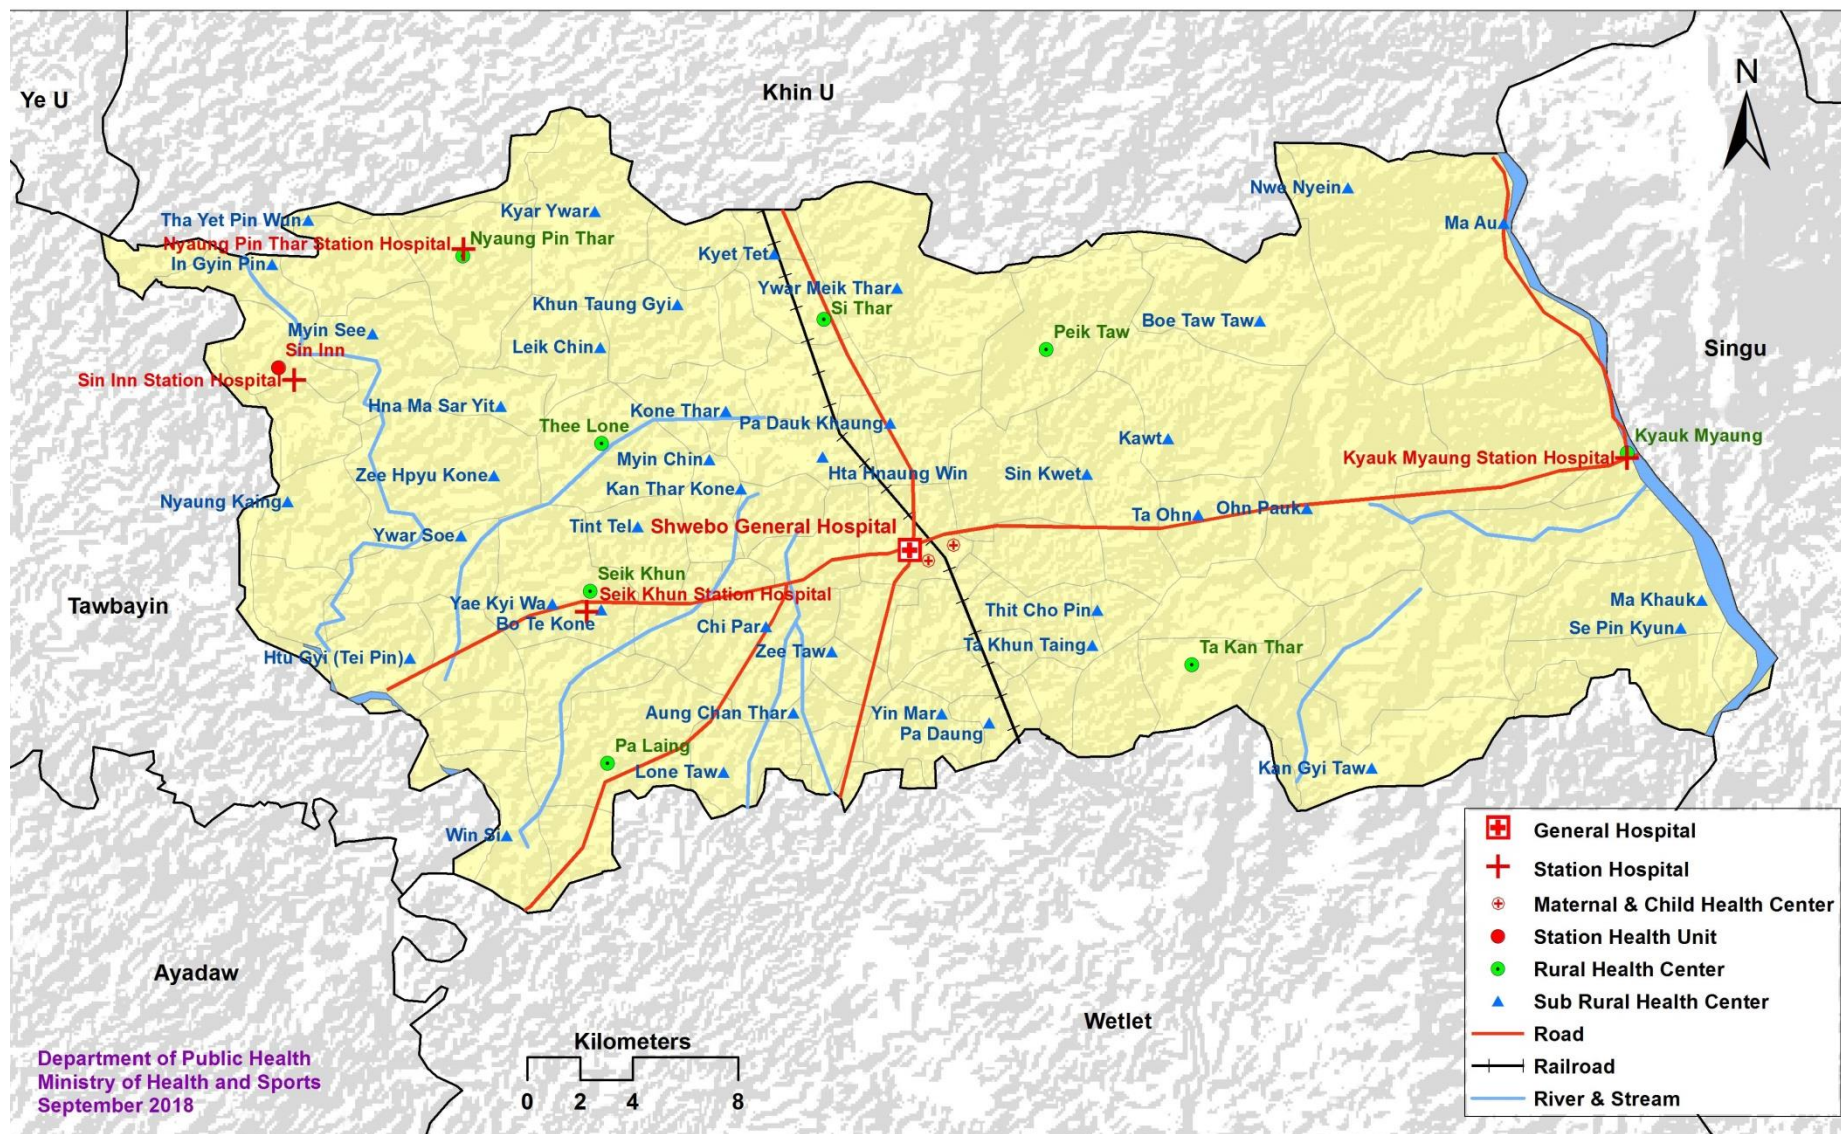 N
Ye U
Khin U
Singu
Tawbayin
Ayadaw
Wetlet
Nwe Nyein
Tha Yet Pin Wun
Kyar Ywar
Ma Au
Nyaung Pin Thar Station Hospital
Nyaung Pin Thar
In Gyin Pin
Kyet Tet
Ywar Meik Thar
Khun Taung Gyi
Si Thar
Boe Taw Taw
Myin See
Peik Taw
Sin Inn
Leik Chin
Sin Inn Station Hospital
Hna Ma Sar Yit
Kone Thar
Thee Lone
Pa Dauk Khaung
Kawt
Kyauk Myaung
Myin Chin
Kyauk Myaung Station Hospital
Zee Hpyu Kone
Hta Hnaung Win
Sin Kwet
Kan Thar Kone
Nyaung Kaing
Ta Ohn
Ohn Pauk
Tint Tel
Shwebo General Hospital
Ywar Soe
Seik Khun
Seik Khun Station Hospital
Yae Kyi Wa
Bo Te Kone
Thit Cho Pin
Ma Khauk
Chi Par
Se Pin Kyun
Zee Taw
Ta Khun Taing
Ta Kan Thar
Htu Gyi (Tei Pin)
Aung Chan Thar
Yin Mar
Pa Daung
Pa Laing
Lone Taw
Kan Gyi Taw
Win Si
General Hospital
Station Hospital
Maternal & Child Health Center
Station Health Unit
Rural Health Center
Sub Rural Health Center
Road
Railroad
River & Stream
Kilometers
0 2 4 8
Department of Public Health
Ministry of Health and Sports
September 2018